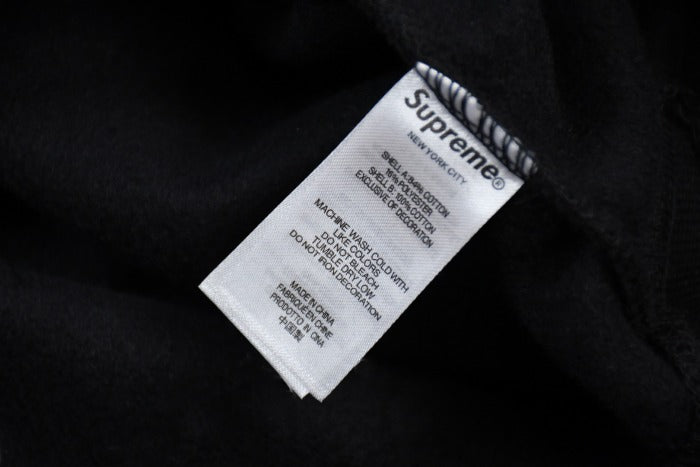 Supreme®
NEW YORK CITY
SHELL A: 84% COTTON
16% POLYESTER
SHELL B: 100% COTTON
EXCLUSIVE OF DECORATION
MACHINE WASH COLD WITH
LIKE COLORS
DO NOT BLEACH
TUMBLE DRY LOW
DO NOT IRON DECORATION
MADE IN CHINA
FABRIQUÉ EN CHINE
PRODOTTO IN CINA
中国製